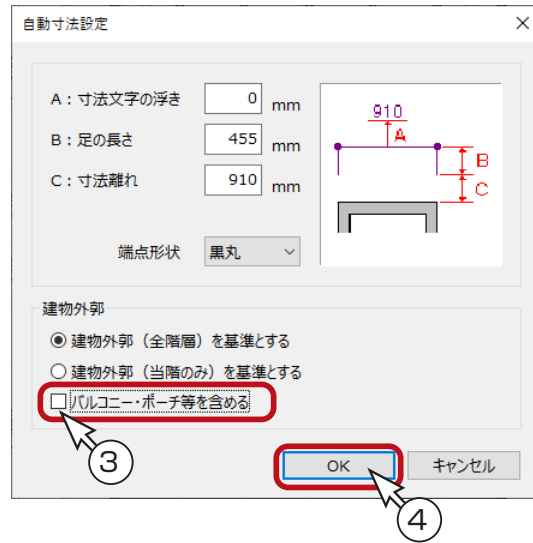 自動寸法設定
A：寸法文字の浮き 0 mm
B：足の長さ 455 mm
C：寸法離れ 910 mm
910
A
B
C
端点形状 黒丸
建物外郭
建物外郭（全階層）を基準とする
建物外郭（当階のみ）を基準とする
バルコニー・ポーチ等を含める
③
OK キャンセル
④